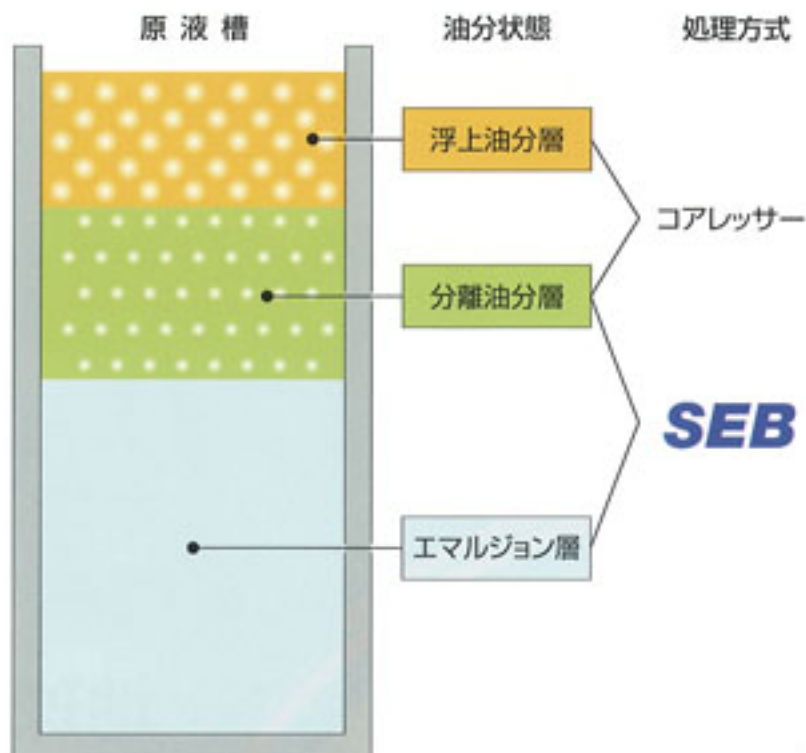 原液槽
油分状態
処理方式
浮上油分層
コアレッサー
分離油分層
SEB
エマルジョン層